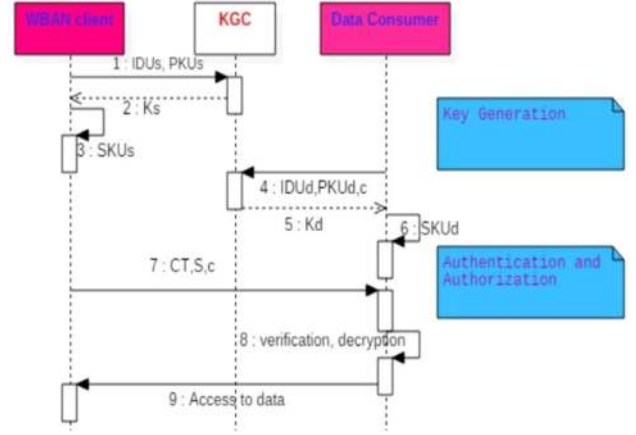 WBAN client
KGC
Data Consumer
1 : IDUs, PKUs
2 : Ks
3 : SKUs
Key Generation
4 : IDUd,PKUd,c
5 : Kd
6 : SKUd
7 : CT,S,c
Authentication and
Authorization
8 : verification, decryption
9 : Access to data